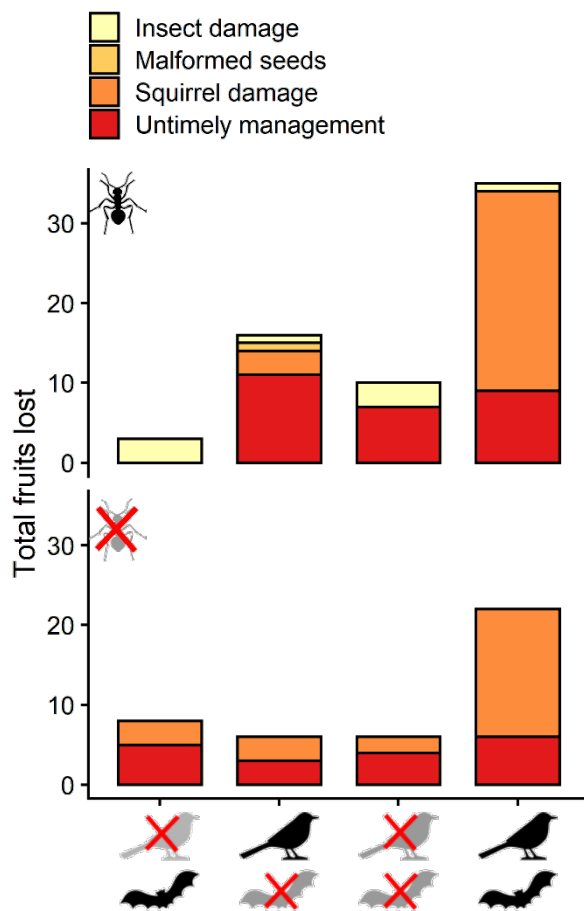 Insect damage
Malformed seeds
Squirrel damage
Untimely management
Total fruits lost
30
20
10
0
30
20
10
0